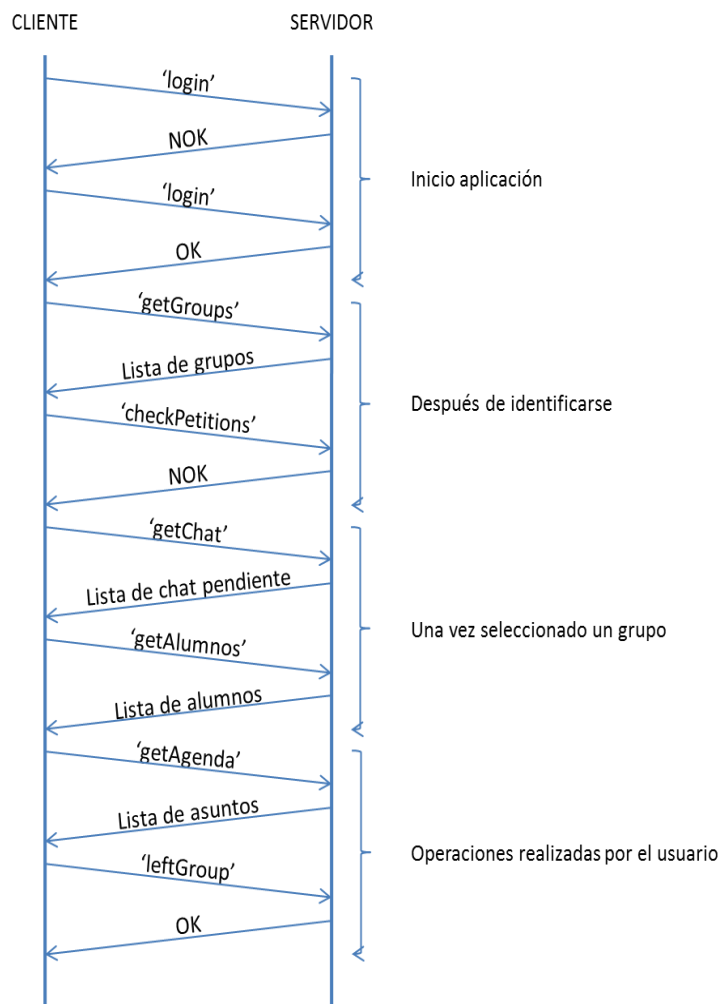 CLIENTE
SERVIDOR
‘login’
NOK
‘login’
OK
Inicio aplicación
‘getGroups’
Lista de grupos
‘checkPetitions’
NOK
Después de identificarse
‘getChat’
Lista de chat pendiente
‘getAlumnos’
Lista de alumnos
Una vez seleccionado un grupo
‘getAgenda’
Lista de asuntos
‘leftGroup’
OK
Operaciones realizadas por el usuario